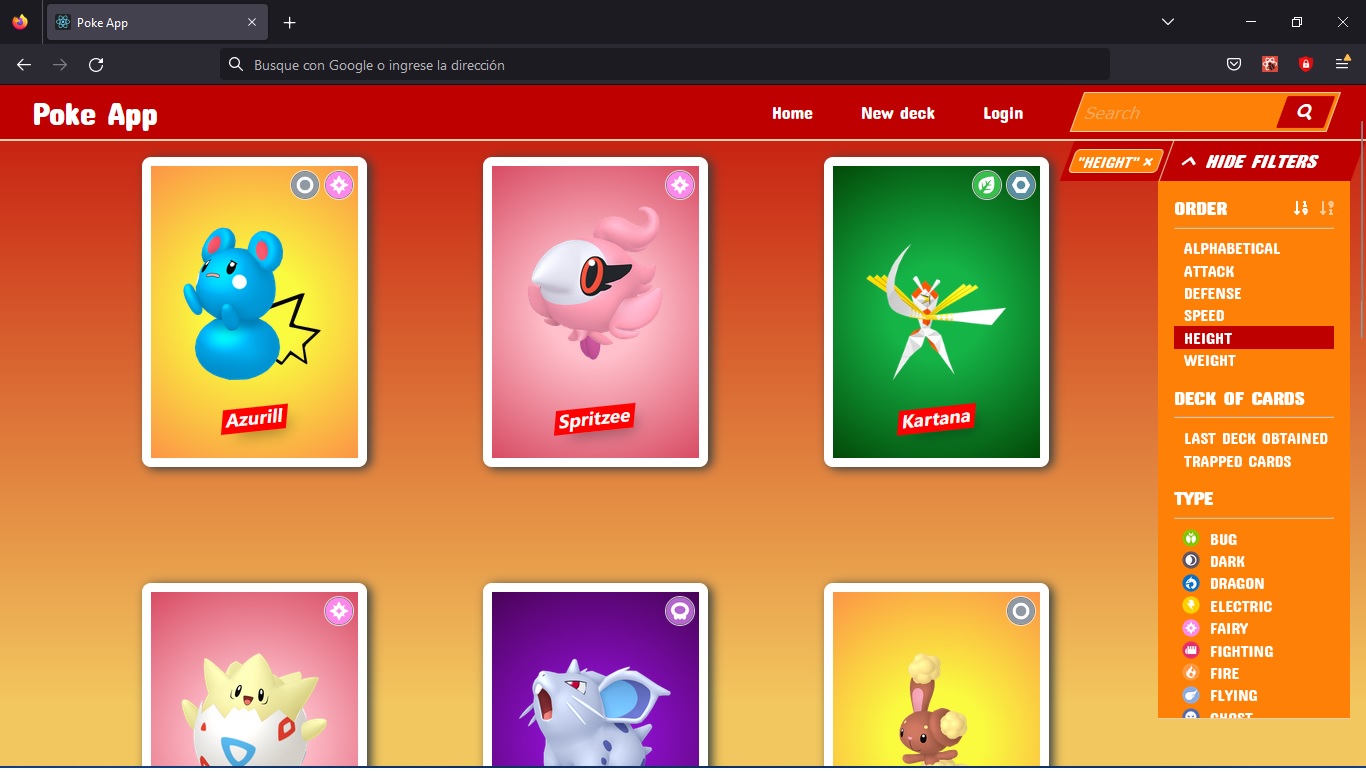 Poke App
Busque con Google o ingrese la dirección
Poke App
Home
New deck
Login
Search
"HEIGHT" ×
HIDE FILTERS
Azurill
Spritzee
Kartana
ORDER
ALPHABETICAL
ATTACK
DEFENSE
SPEED
HEIGHT
WEIGHT
DECK OF CARDS
LAST DECK OBTAINED
TRAPPED CARDS
TYPE
BUG
DARK
DRAGON
ELECTRIC
FAIRY
FIGHTING
FIRE
FLYING
GHOST